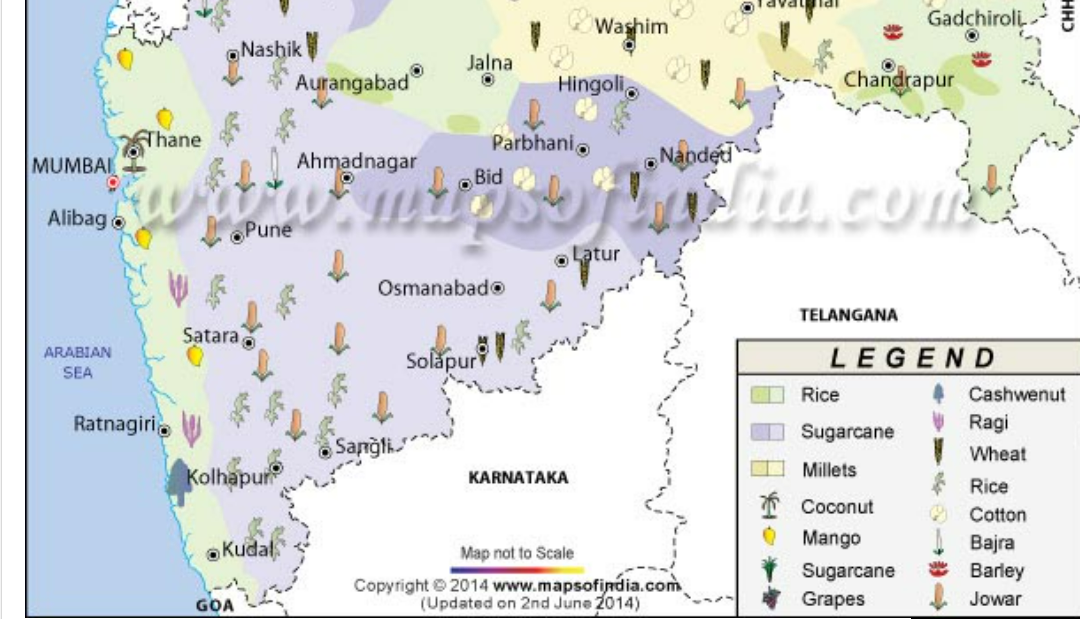 Yavatmal
Washim
Gadchiroli
CHH
Nashik
Jalna
Aurangabad
Hingoli
Chandrapur
Thane
Parbhani
MUMBAI
Ahmadnagar
Nanded
Bid
www.mapsofindia.com
Alibag
Pune
Latur
Osmanabad
TELANGANA
Satara
Solapur
ARABIAN
SEA
LEGEND
Rice
Cashwenut
Sugarcane
Ragi
Millets
Wheat
Coconut
Rice
Mango
Cotton
Sugarcane
Bajra
Grapes
Barley
Jowar
Ratnagiri
Sangli
Kolhapur
KARNATAKA
Kudal
Map not to Scale
Copyright © 2014 www.mapsofindia.com
(Updated on 2nd June 2014)
GOA